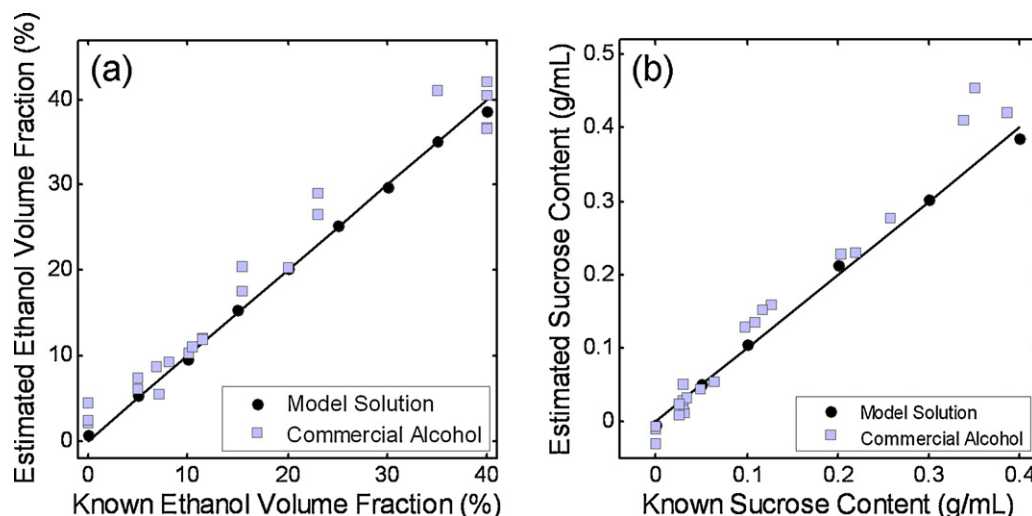 (a)
Estimated Ethanol Volume Fraction (%)
40
30
20
10
0
Model Solution
Commercial Alcohol
0 10 20 30 40
Known Ethanol Volume Fraction (%)
(b)
Estimated Sucrose Content (g/mL)
0.5
0.4
0.3
0.2
0.1
0
Model Solution
Commercial Alcohol
0 0.1 0.2 0.3 0.4
Known Sucrose Content (g/mL)